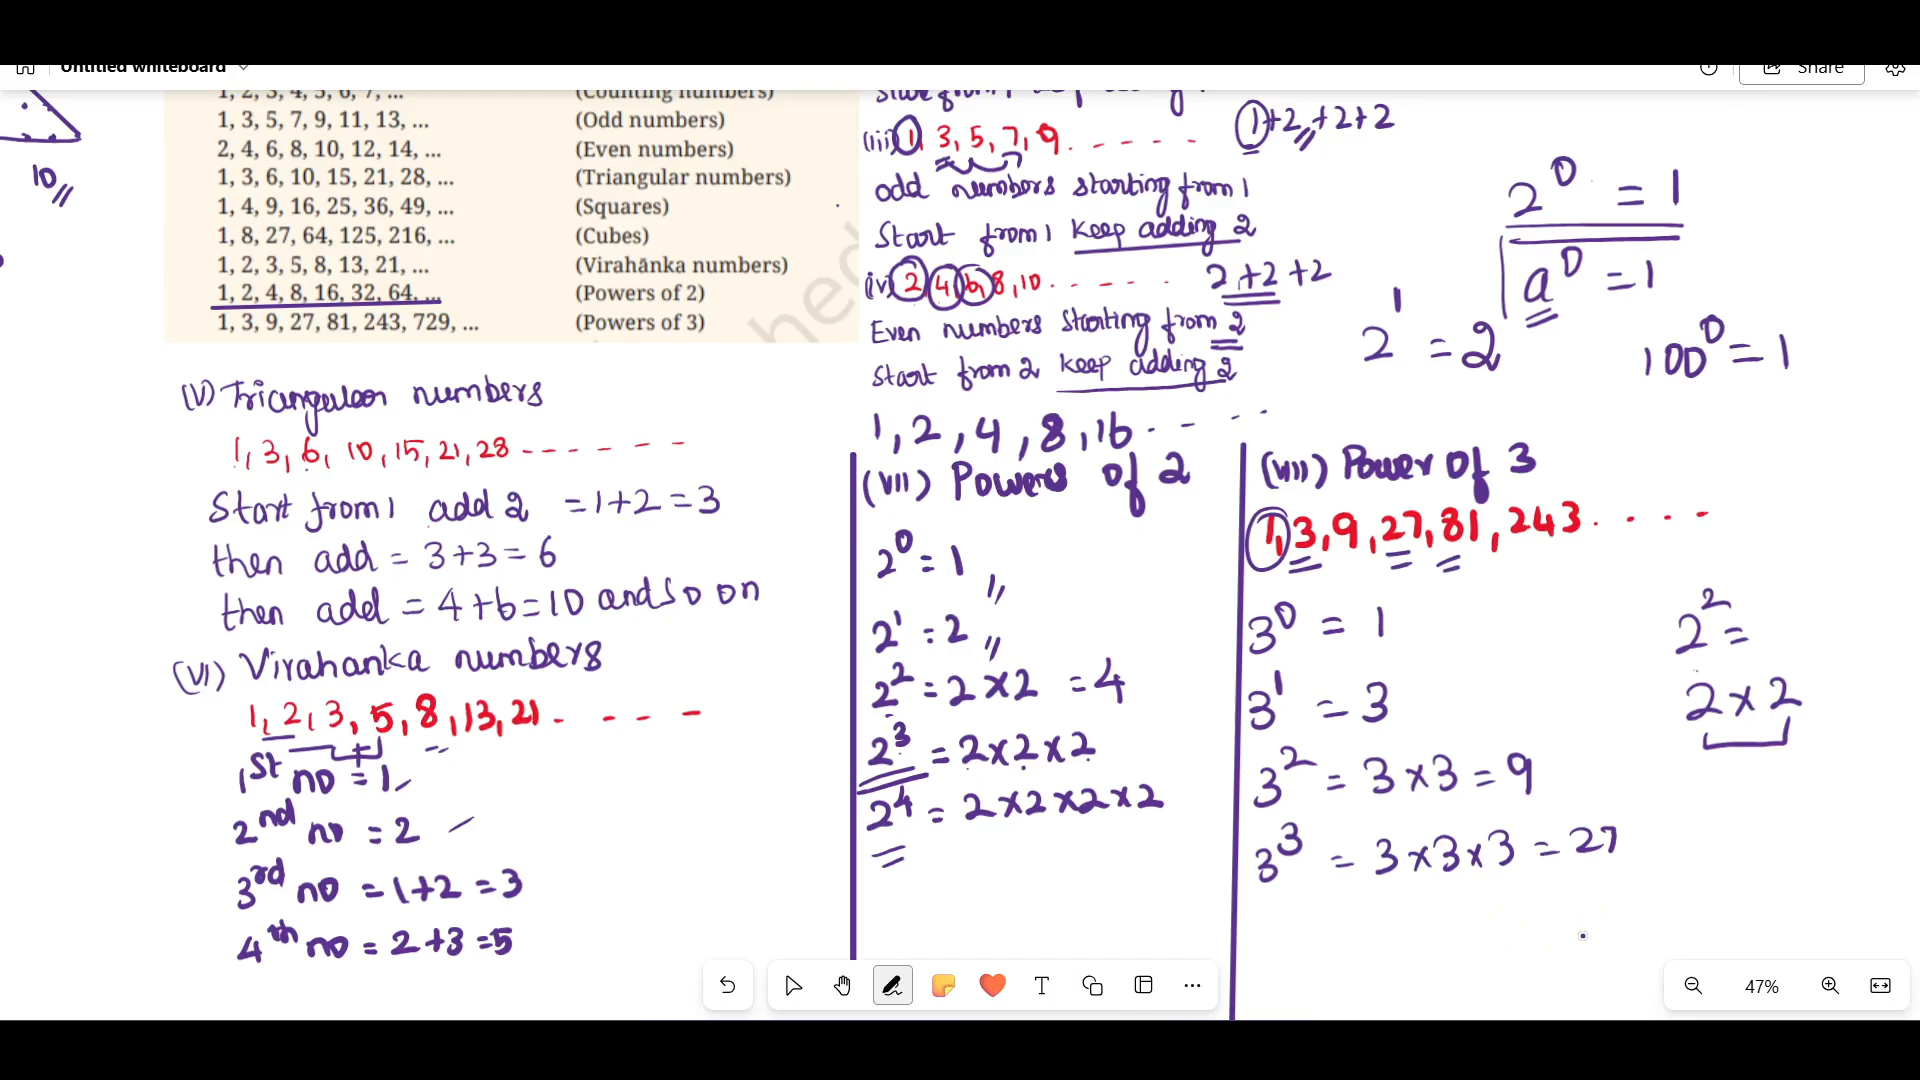 Untitled whiteboard
Share
1, 2, 3, 4, 5, 6, 7, ... (Counting numbers)
1, 3, 5, 7, 9, 11, 13, ... (Odd numbers)
2, 4, 6, 8, 10, 12, 14, ... (Even numbers)
1, 3, 6, 10, 15, 21, 28, ... (Triangular numbers)
1, 4, 9, 16, 25, 36, 49, ... (Squares)
1, 8, 27, 64, 125, 216, ... (Cubes)
1, 2, 3, 5, 8, 13, 21, ... (Virahānka numbers)
1, 2, 4, 8, 16, 32, 64, ... (Powers of 2)
1, 3, 9, 27, 81, 243, 729, ... (Powers of 3)
10
hed
(V) Triangular numbers
1, 3, 6, 10, 15, 21, 28 - - - - - - -
Start from 1 add 2 = 1+2 = 3
then add = 3+3 = 6
then add = 4+6=10 and so on
(VI) Virahanka numbers
1, 2, 3, 5, 8, 13, 21 - - - -
1st no = 1
2nd no = 2
3rd no = 1+2 = 3
4th no = 2+3 =5
(iii) 1, 3, 5, 7, 9 . - - - - -
1+2+2+2
odd numbers starting from 1
Start from 1 keep adding 2
(iv) 2, 4, 6, 8, 10 . . . - - - .
2+2+2
Even numbers starting from 2
Start from 2 keep adding 2
1, 2, 4, 8, 16 . - - . .
(VII) Powers of 2
2⁰ = 1
2¹ = 2
2² = 2×2 = 4
2³ = 2×2×2
2⁴ = 2×2×2×2
2⁰ = 1
a⁰ = 1
2¹ = 2
100⁰ = 1
(VII) Power of 3
1, 3, 9, 27, 81, 243 . . . . .
3⁰ = 1
3¹ = 3
3² = 3×3 = 9
3³ = 3×3×3 = 27
2² =
2×2
47%